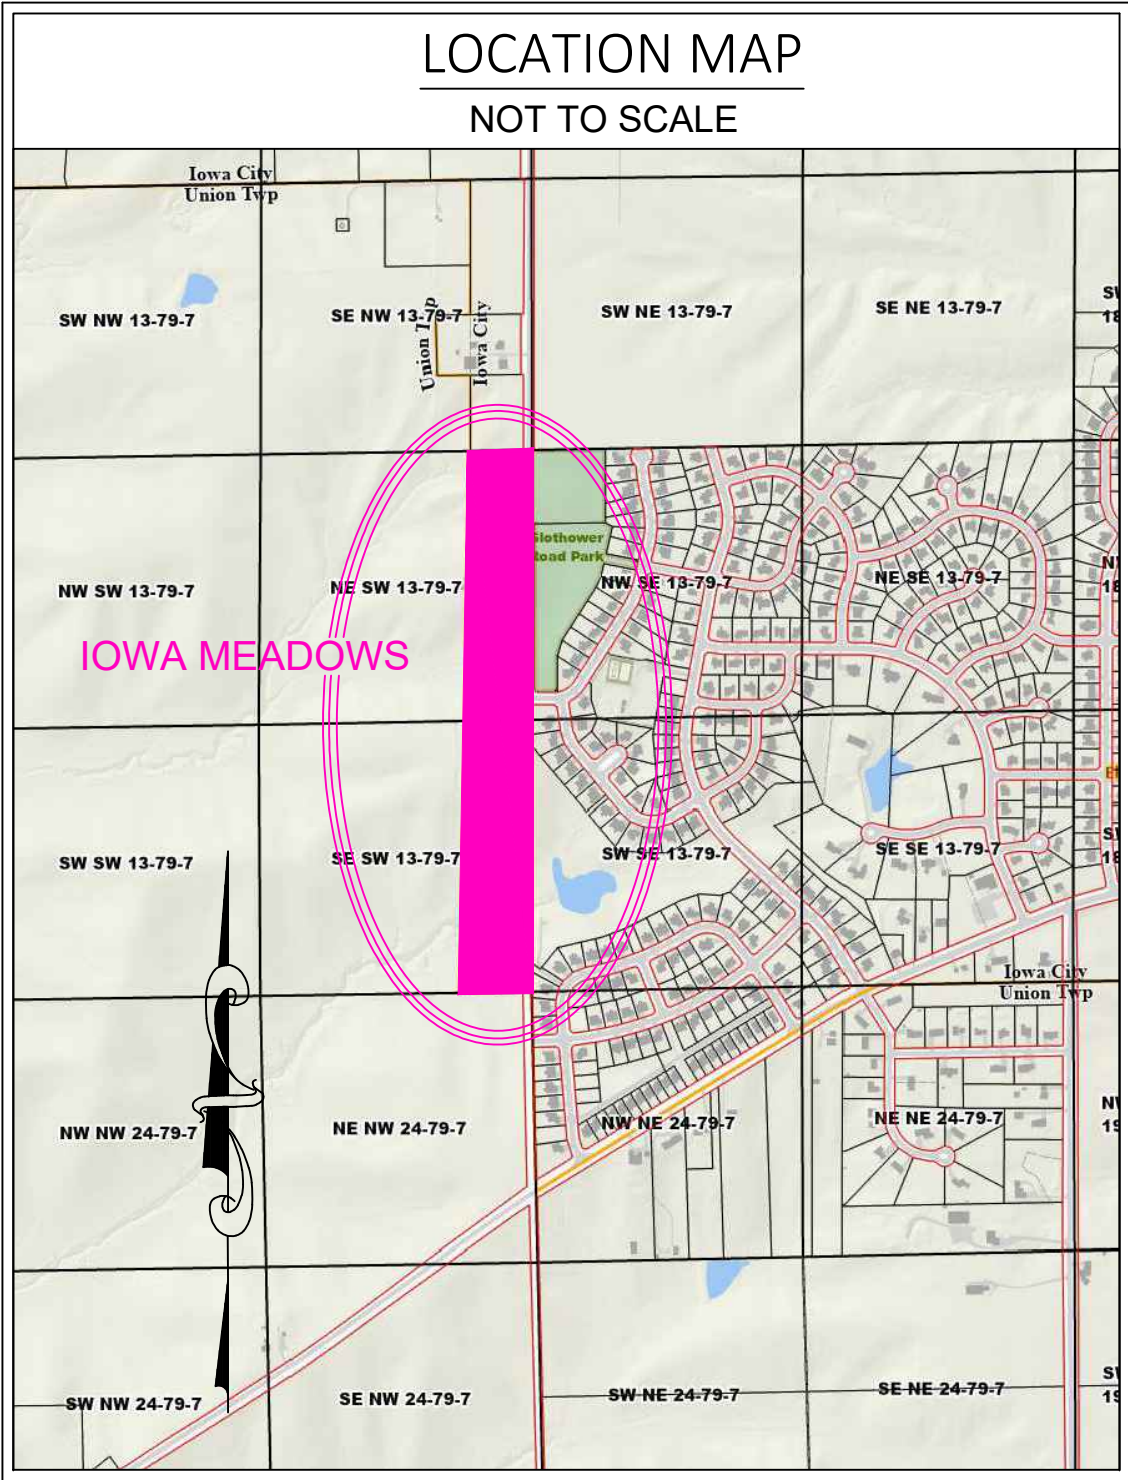 LOCATION MAP
NOT TO SCALE
Iowa City
Union Twp
SW NW 13-79-7
SE NW 13-79-7
SW NE 13-79-7
SE NE 13-79-7
SW
18
Union Twp
Iowa City
Slothower
Road Park
NW SW 13-79-7
NE SW 13-79-7
NW SE 13-79-7
NE SE 13-79-7
18
IOWA MEADOWS
SW SW 13-79-7
SE SW 13-79-7
SW SE 13-79-7
SE SE 13-79-7
18
Iowa City
Union Twp
NW NW 24-79-7
NE NW 24-79-7
NW NE 24-79-7
NE NE 24-79-7
19
SW NW 24-79-7
SE NW 24-79-7
SW NE 24-79-7
SE NE 24-79-7
19